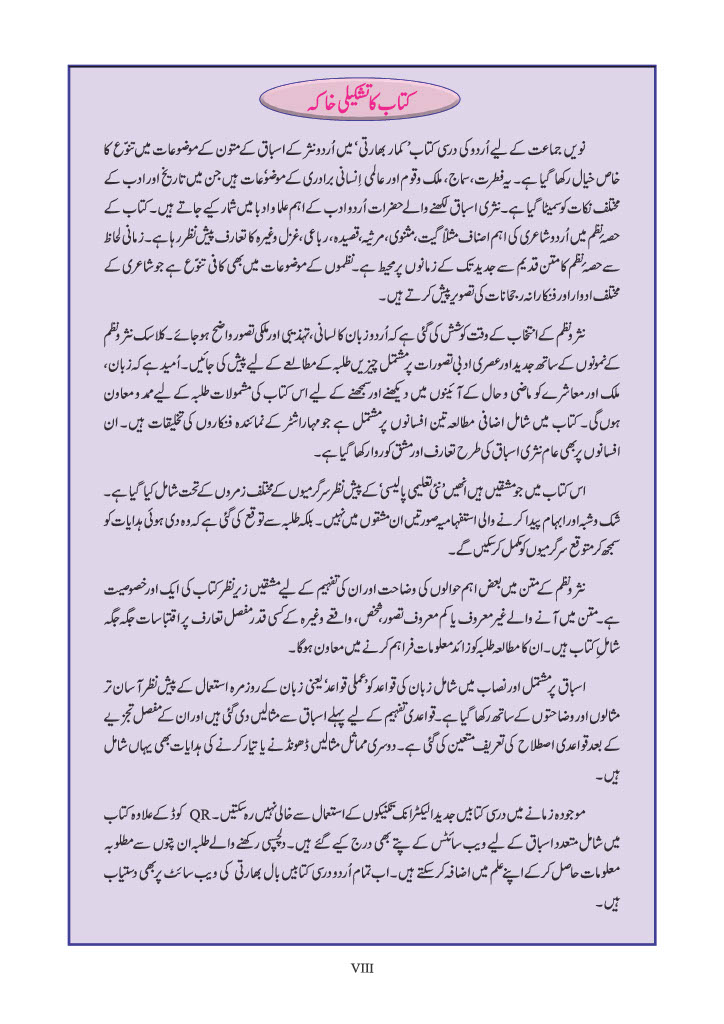 کتاب کا تشکیلی خاکہ
نویں جماعت کے لیے اُردو کی درسی کتاب 'کمار بھارتی' میں اُردو نثر کے اسباق کے متون کے موضوعات میں تنوّع کا
خاص خیال رکھا گیا ہے۔ یہ فطرت، سماج، ملک وقوم اور عالمی اِنسانی برادری کے موضوعات ہیں جن میں تاریخ اور ادب کے
مختلف نکات کو سمیٹا گیا ہے۔ نثری اسباق لکھنے والے حضرات اُردو ادب کے اہم علما و ادبا میں شمار کیے جاتے ہیں۔ کتاب کے
حصۂ نظم میں اُردو شاعری کی اہم اصناف مثلاً گیت، مثنوی، مرثیہ، قصیدہ، رباعی، غزل وغیرہ کا تعارف پیشِ نظر رہا ہے۔ زمانی لحاظ
سے حصۂ نظم کا متن قدیم سے جدید تک کے زمانوں پر محیط ہے۔ نظموں کے موضوعات میں بھی کافی تنوّع ہے جو شاعری کے
مختلف ادوار اور فنکارانہ رجحانات کی تصویر پیش کرتے ہیں۔
نثر و نظم کے انتخاب کے وقت کوشش کی گئی ہے کہ اُردو زبان کا لسانی، تہذیبی اور ملکی تصور واضح ہو جائے۔ کلاسک نثر و نظم
کے نمونوں کے ساتھ جدید اور عصری ادبی تصورات پر مشتمل چیزیں طلبہ کے مطالعے کے لیے پیش کی جائیں۔ اُمید ہے کہ زبان،
ملک اور معاشرے کو ماضی و حال کے آئینوں میں دیکھنے اور سمجھنے کے لیے اس کتاب کی مشمولات طلبہ کے لیے ممد و معاون
ہوں گی۔ کتاب میں شامل اضافی مطالعہ تین افسانوں پر مشتمل ہے جو مہاراشٹر کے نمائندہ فنکاروں کی تخلیقات ہیں۔ ان
افسانوں پر بھی عام نثری اسباق کی طرح تعارف اور مشق کو روا رکھا گیا ہے۔
اس کتاب میں جو مشقیں ہیں انھیں 'نئی تعلیمی پالیسی' کے پیشِ نظر سرگرمیوں کے مختلف زمروں کے تحت شامل کیا گیا ہے۔
شک و شبہ اور ابہام پیدا کرنے والی استفہامیہ صورتیں ان مشقوں میں نہیں۔ بلکہ طلبہ سے توقع کی گئی ہے کہ وہ دی ہوئی ہدایات کو
سمجھ کر متوقع سرگرمیوں کو مکمل کرسکیں گے۔
نثر و نظم کے متن میں بعض اہم حوالوں کی وضاحت اور ان کی تفہیم کے لیے مشقیں زیرِ نظر کتاب کی ایک اور خصوصیت
ہے۔ متن میں آنے والے غیر معروف یا کم معروف تصور، شخص، واقعے وغیرہ کے کسی قدر مفصل تعارف پر اقتباسات جگہ جگہ
شاملِ کتاب ہیں۔ ان کا مطالعہ طلبہ کو زائد معلومات فراہم کرنے میں معاون ہوگا۔
اسباق پر مشتمل اور نصاب میں شامل زبان کی قواعد کو 'عملی قواعد' یعنی زبان کے روزمرہ استعمال کے پیشِ نظر آسان تر
مثالوں اور وضاحتوں کے ساتھ رکھا گیا ہے۔ قواعدی تفہیم کے لیے پہلے اسباق سے مثالیں دی گئی ہیں اور ان کے مفصل تجزیے
کے بعد قواعدی اصطلاح کی تعریف متعین کی گئی ہے۔ دوسری مماثل مثالیں ڈھونڈنے یا تیار کرنے کی ہدایات بھی یہاں شامل
ہیں۔
موجودہ زمانے میں درسی کتابیں جدید الیکٹرانک تکنیکوں کے استعمال سے خالی نہیں رہ سکتیں۔ QR کوڈ کے علاوہ کتاب
میں شامل متعدد اسباق کے لیے ویب سائٹس کے پتے بھی درج کیے گئے ہیں۔ دلچسپی رکھنے والے طلبہ ان پتوں سے مطلوبہ
معلومات حاصل کرکے اپنے علم میں اضافہ کرسکتے ہیں۔ اب تمام اُردو درسی کتابیں بال بھارتی کی ویب سائٹ پر بھی دستیاب
ہیں۔
VIII